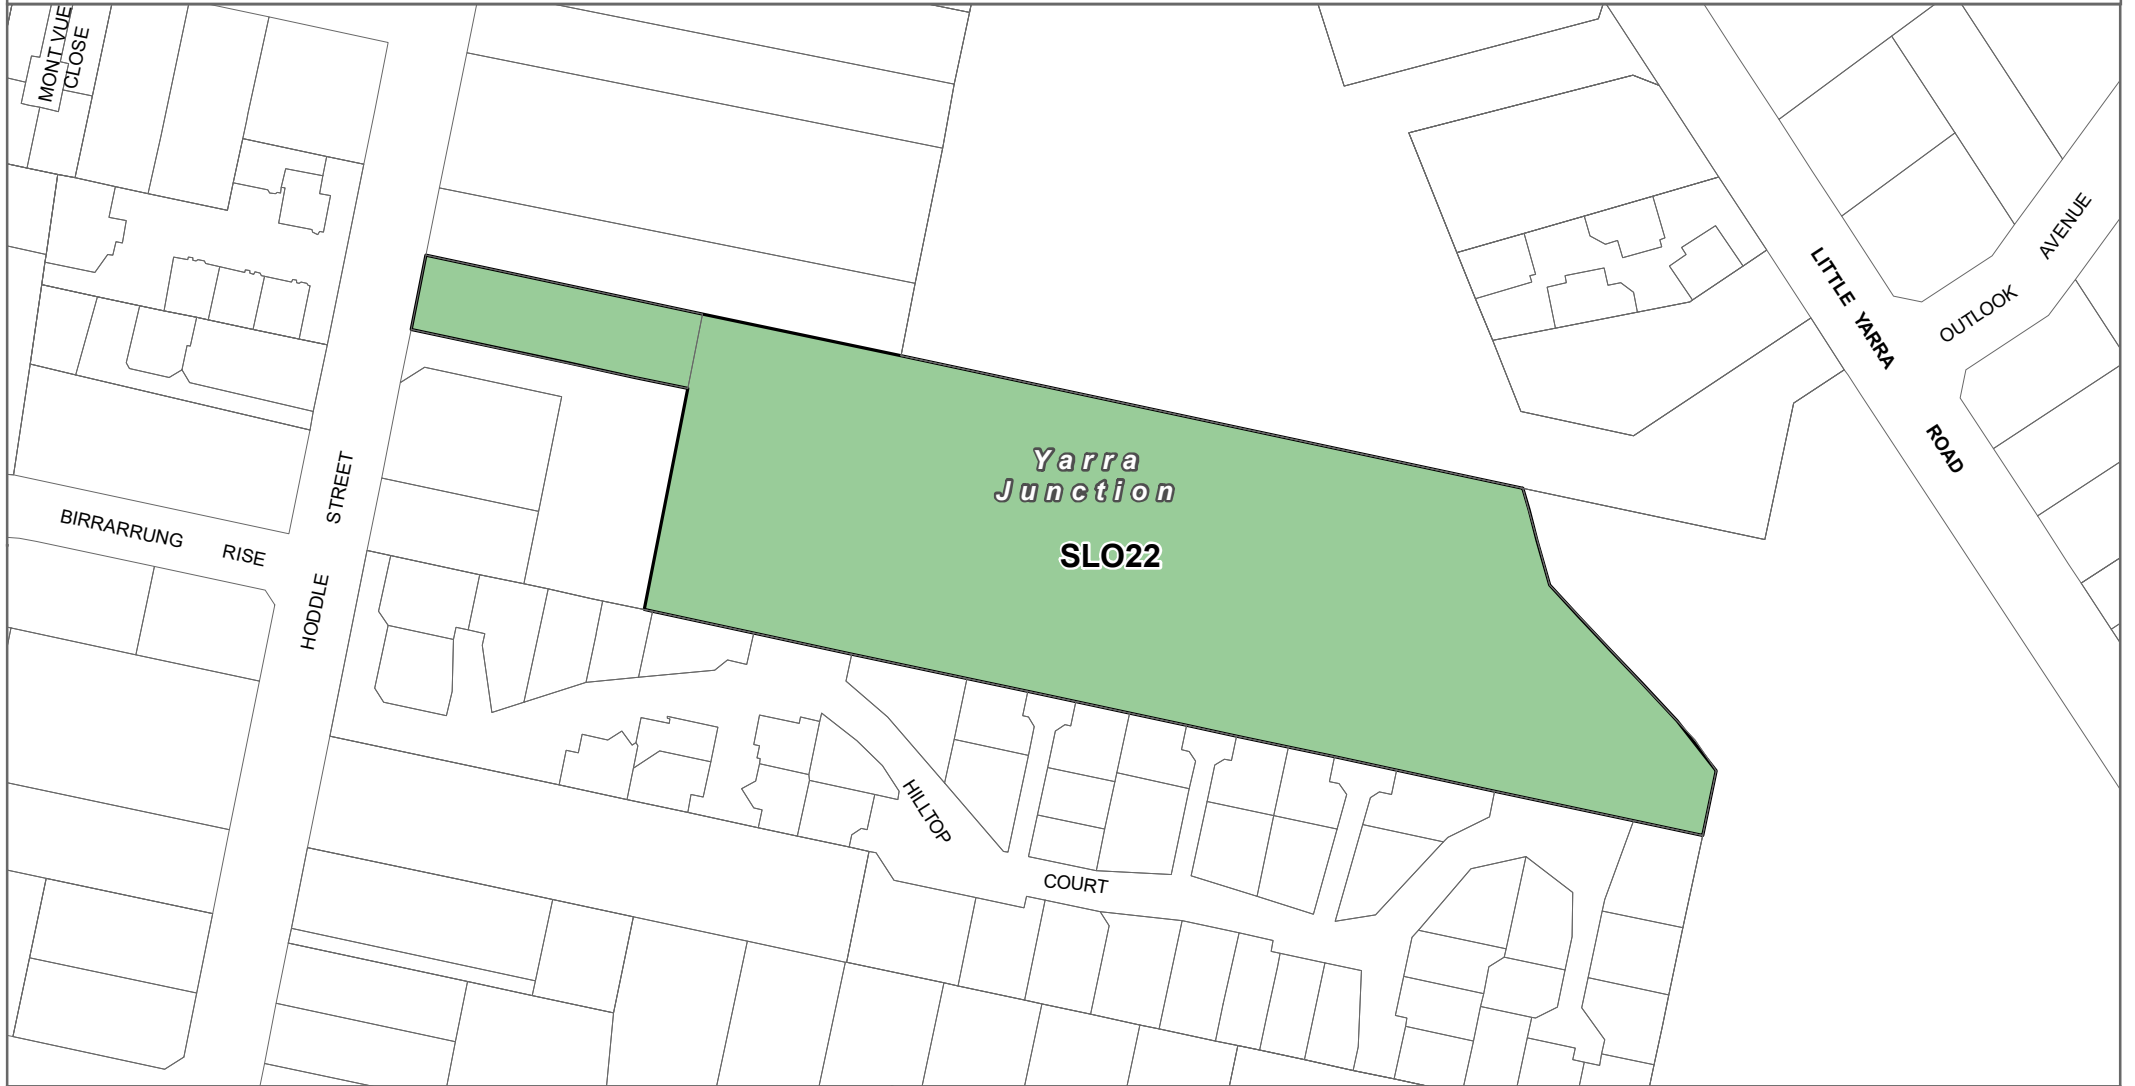 MONT VUE
CLOSE
LITTLE YARRA
ROAD
OUTLOOK
AVENUE
Yarra
Junction
SLO22
BIRRARRUNG RISE
HODDLE STREET
HILLTOP
COURT